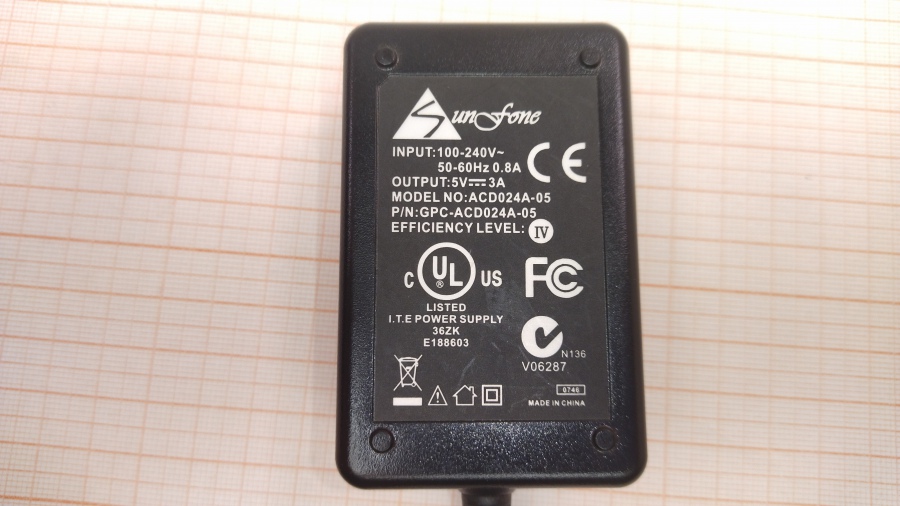 Sunfone
INPUT:100-240V~
50-60Hz 0.8A
CE
OUTPUT:5V⎓3A
MODEL NO:ACD024A-05
P/N:GPC-ACD024A-05
EFFICIENCY LEVEL: IV
C UL® US
FC
LISTED
I.T.E POWER SUPPLY
36ZK
E188603
N136
V06287
0746
MADE IN CHINA